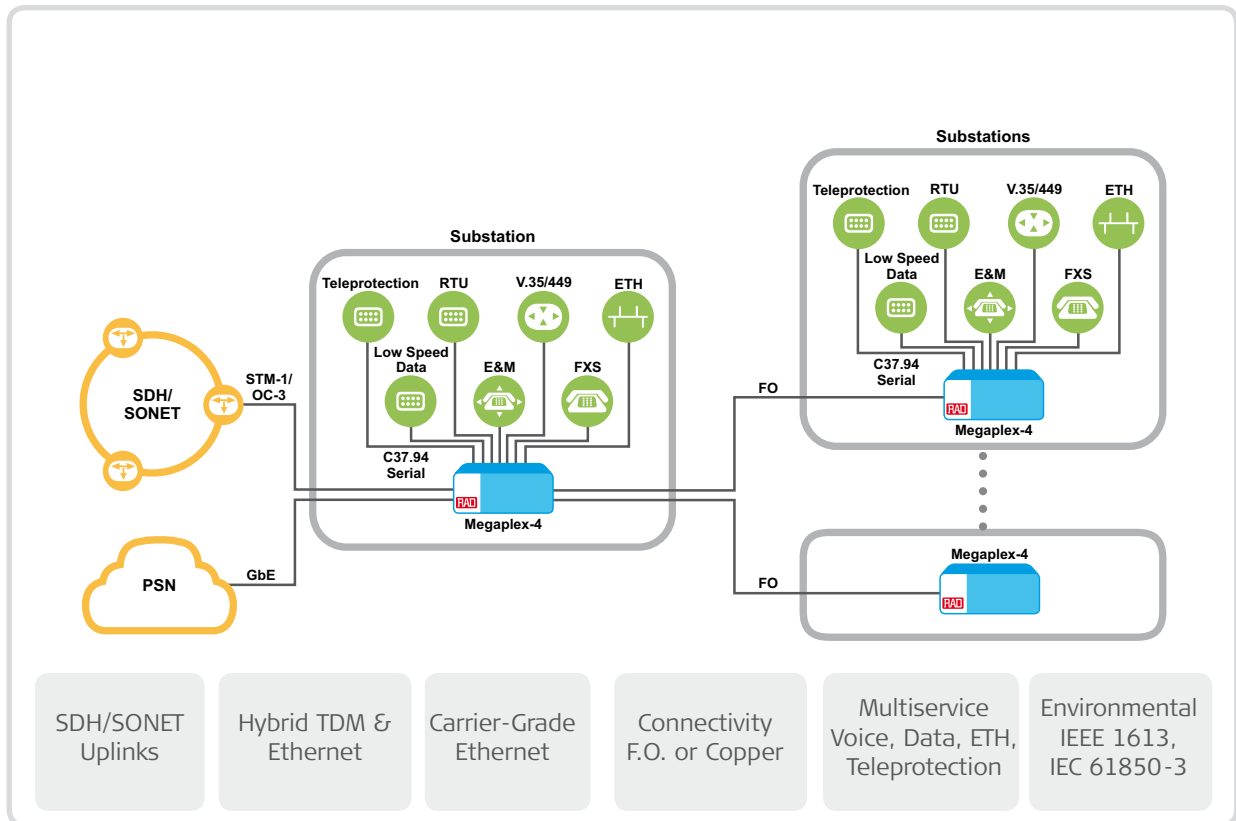 Substations
Teleprotection
RTU
V.35/449
ETH
Low Speed
Data
E&M
FXS
C37.94
Serial
RAD
Megaplex-4
Substation
Teleprotection
RTU
V.35/449
ETH
Low Speed
Data
E&M
FXS
C37.94
Serial
RAD
Megaplex-4
SDH/
SONET
STM-1/
OC-3
PSN
GbE
FO
FO
Megaplex-4
RAD
SDH/SONET
Uplinks
Hybrid TDM &
Ethernet
Carrier-Grade
Ethernet
Connectivity
F.O. or Copper
Multiservice
Voice, Data, ETH,
Teleprotection
Environmental
IEEE 1613,
IEC 61850-3